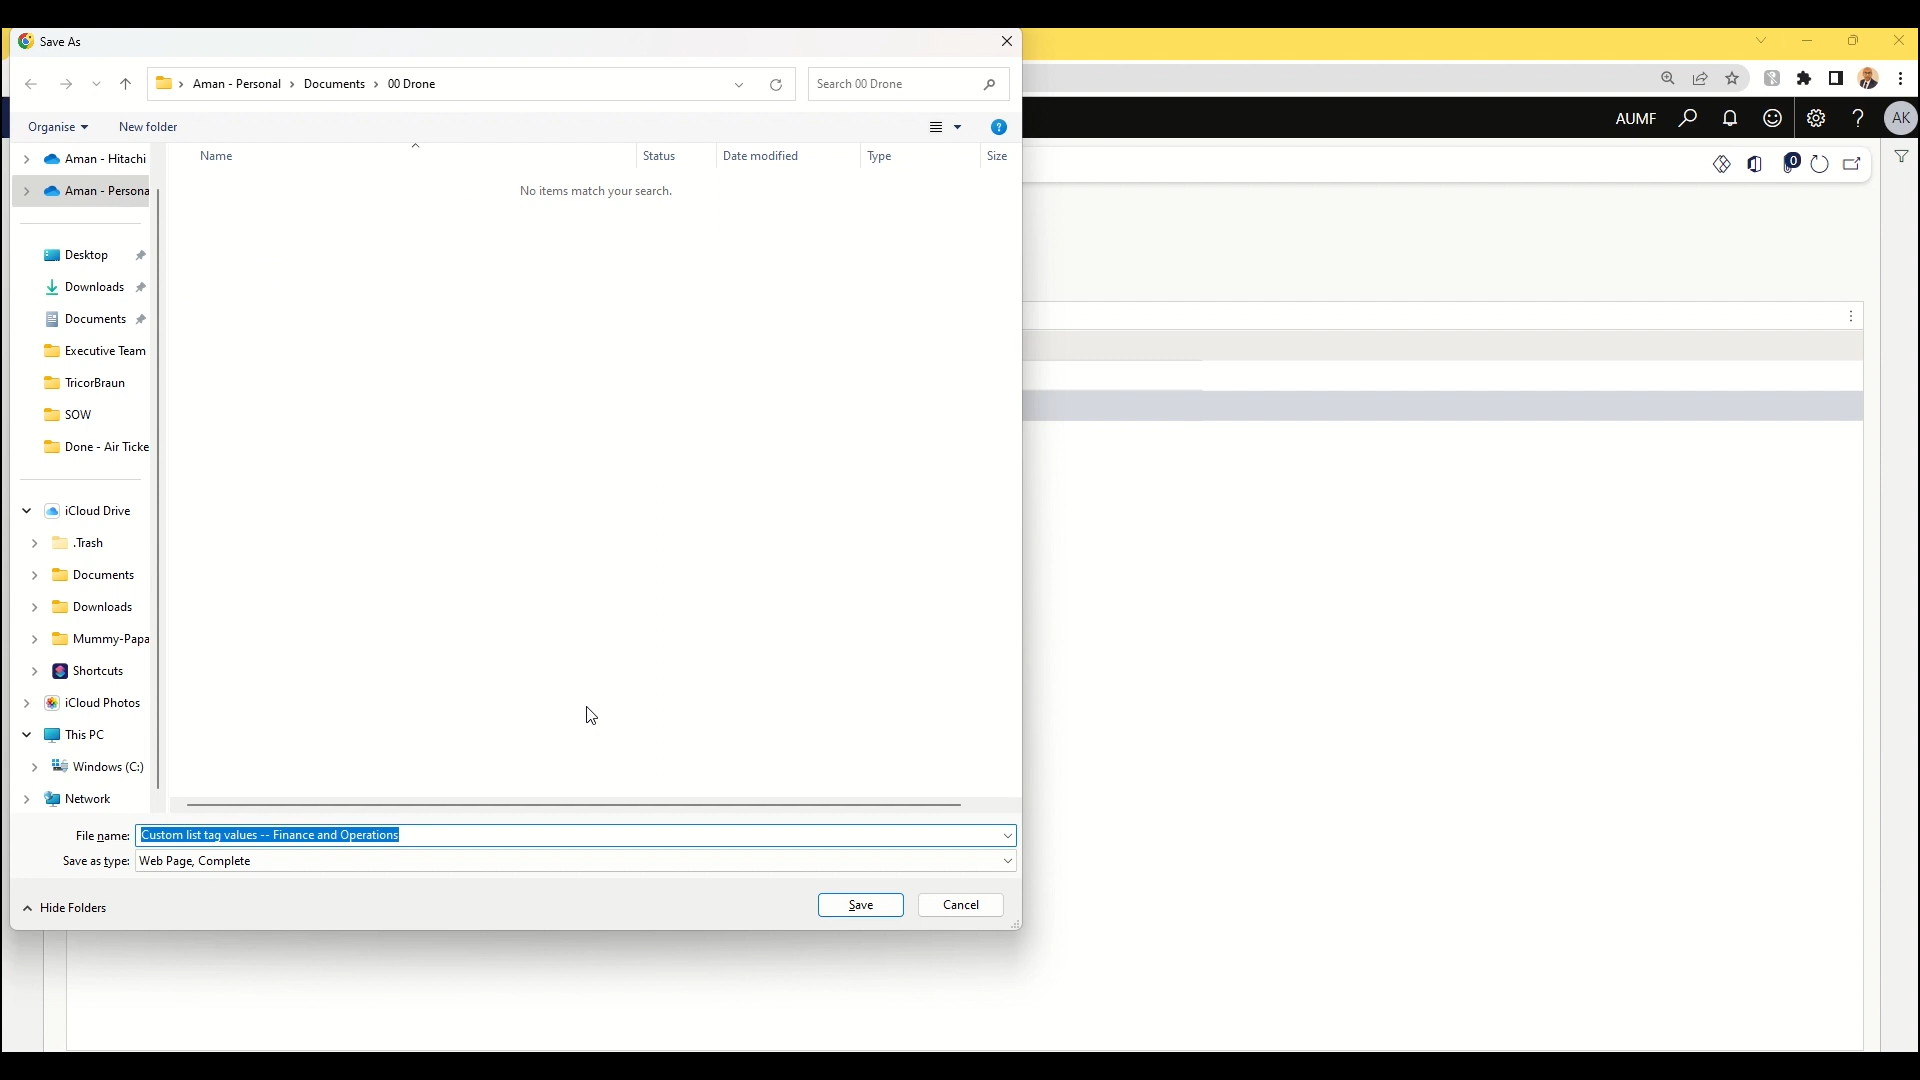 Save As
Aman - Personal > Documents > 00 Drone
Search 00 Drone
Organise
New folder
AUMF
AK
0
Name
Status
Date modified
Type
Size
No items match your search.
Aman - Hitachi
Aman - Persona
Desktop
Downloads
Documents
Executive Team
TricorBraun
SOW
Done - Air Ticke
iCloud Drive
.Trash
Documents
Downloads
Mummy-Papa
Shortcuts
iCloud Photos
This PC
Windows (C:)
Network
File name: Custom list tag values -- Finance and Operations
Save as type: Web Page, Complete
Hide Folders
Save
Cancel